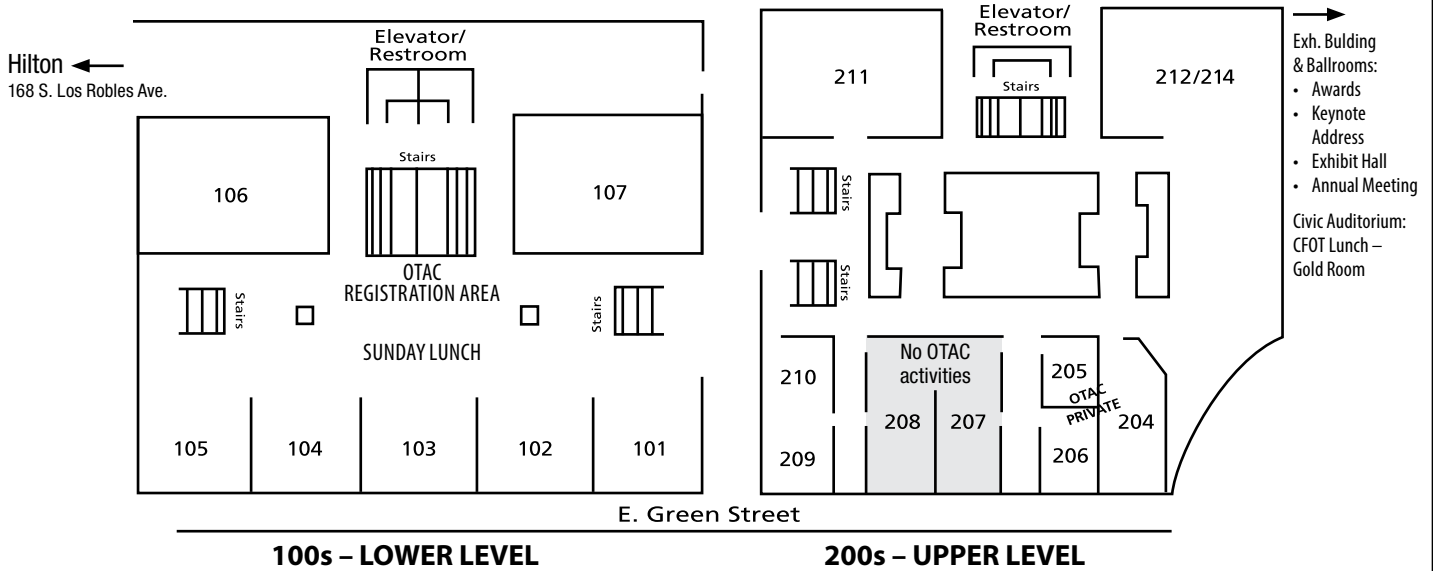 Hilton
168 S. Los Robles Ave.
Elevator/
Restroom
Stairs
106
107
OTAC
REGISTRATION AREA
Stairs
Stairs
SUNDAY LUNCH
105
104
103
102
101
Elevator/
Restroom
Stairs
211
212/214
Stairs
Stairs
No OTAC
activities
210
209
208
207
205
OTAC
PRIVATE
204
206
Exh. Bulding
& Ballrooms:
• Awards
• Keynote
Address
• Exhibit Hall
• Annual Meeting
Civic Auditorium:
CFOT Lunch –
Gold Room
E. Green Street
100s – LOWER LEVEL
200s – UPPER LEVEL